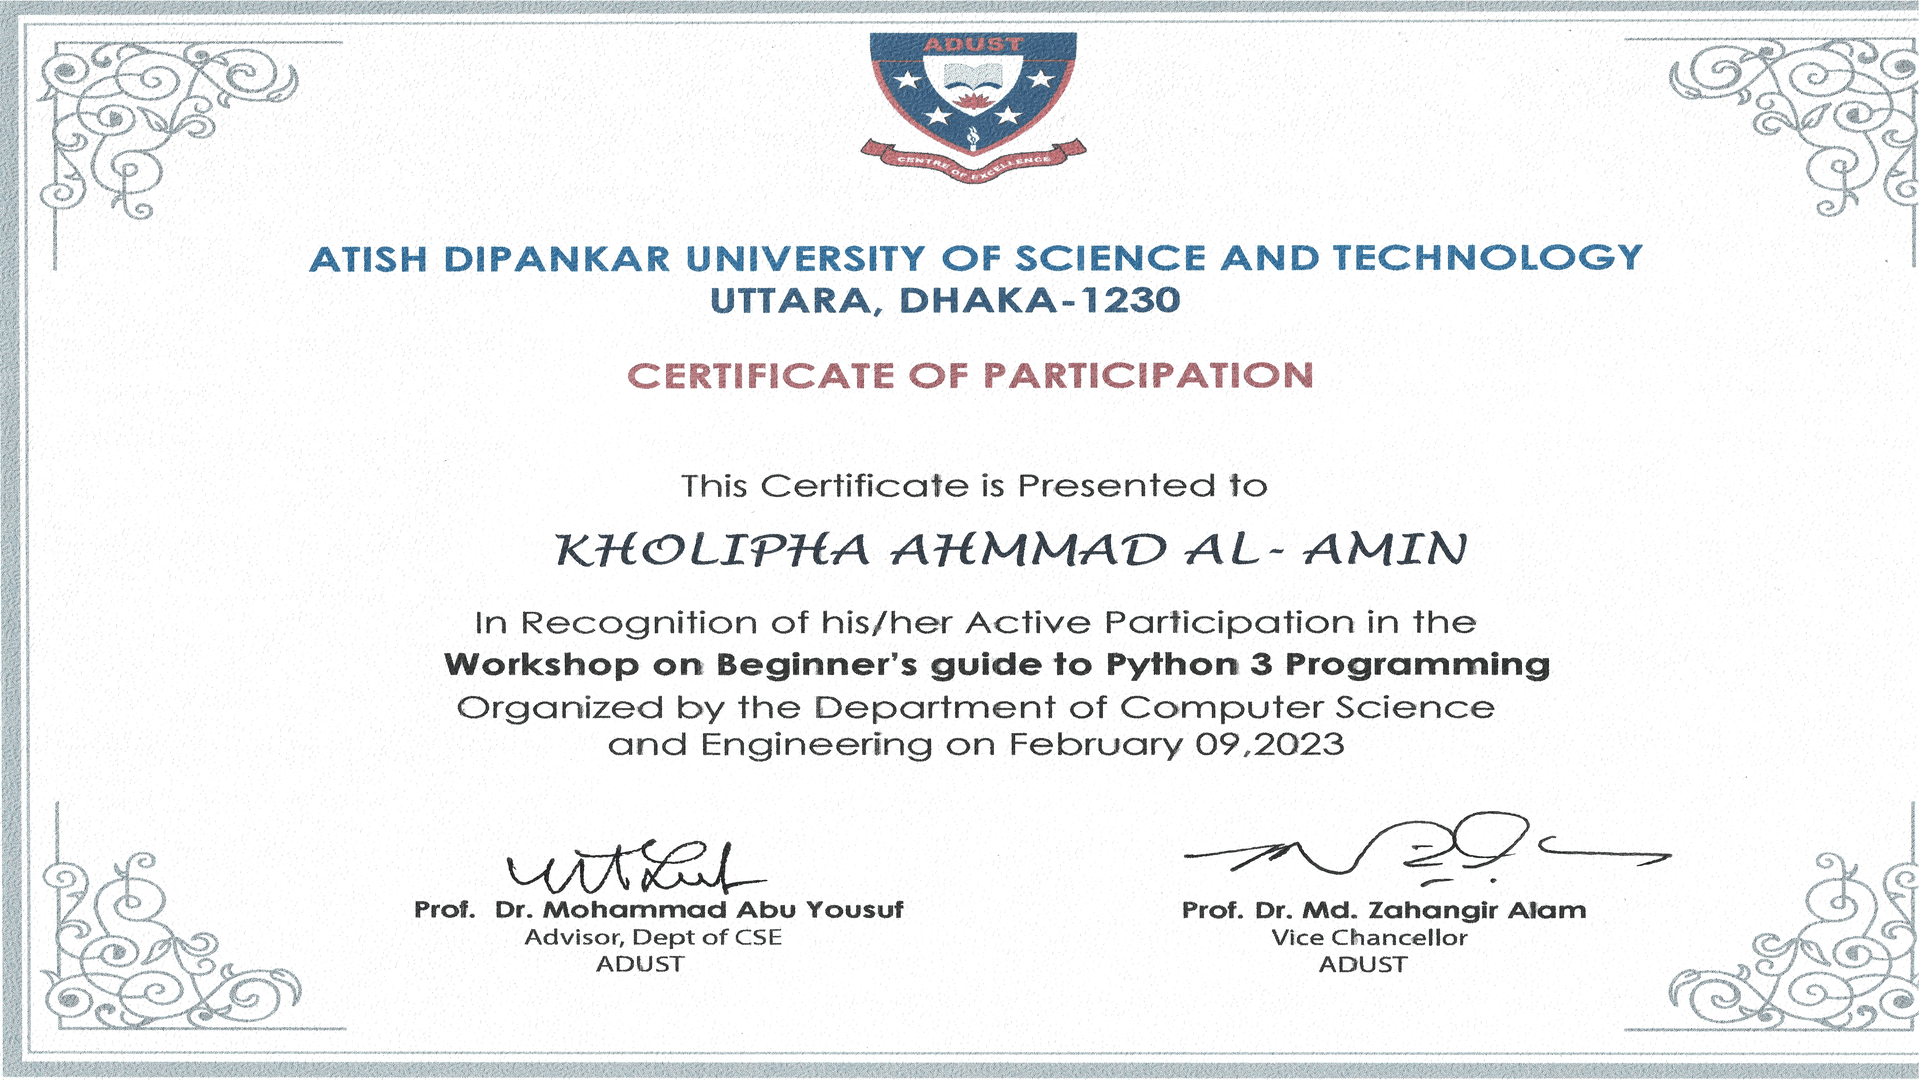 ADUST
CENTRE OF EXCELLENCE
ATISH DIPANKAR UNIVERSITY OF SCIENCE AND TECHNOLOGY
UTTARA, DHAKA-1230
CERTIFICATE OF PARTICIPATION
This Certificate is Presented to
KHOLIPHA AHMMAD AL- AMIN
In Recognition of his/her Active Participation in the
Workshop on Beginner's guide to Python 3 Programming
Organized by the Department of Computer Science
and Engineering on February 09,2023
Prof. Dr. Mohammad Abu Yousuf
Advisor, Dept of CSE
ADUST
Prof. Dr. Md. Zahangir Alam
Vice Chancellor
ADUST